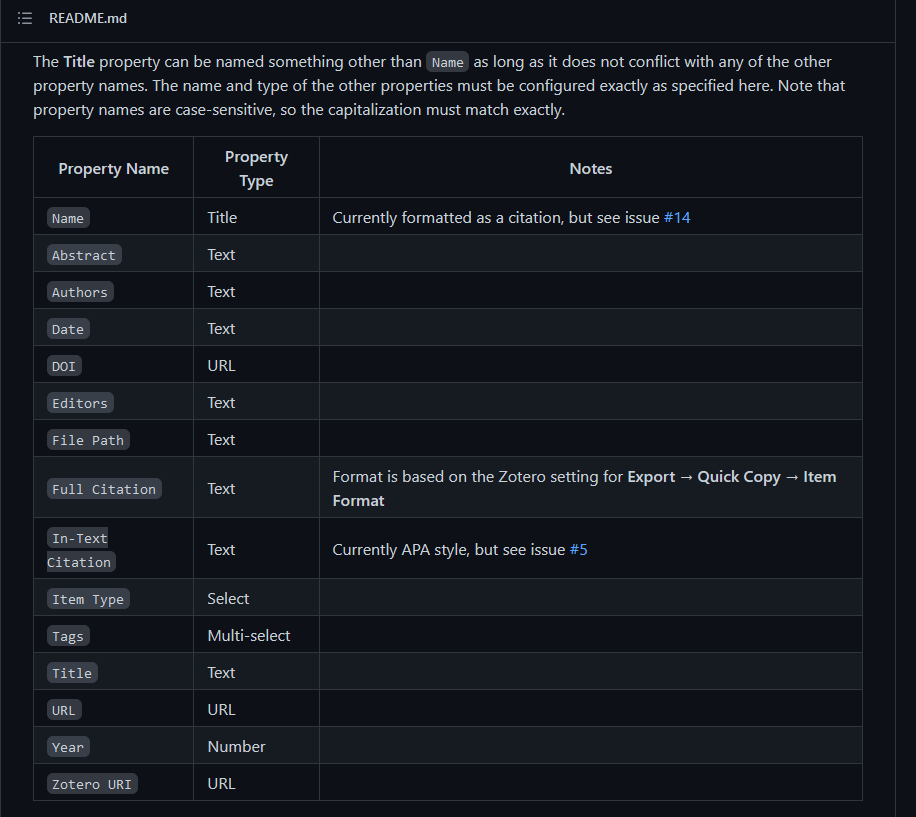 README.md
The Title property can be named something other than Name as long as it does not conflict with any of the other
property names. The name and type of the other properties must be configured exactly as specified here. Note that
property names are case-sensitive, so the capitalization must match exactly.
Property Name Property Type Notes
Name Title Currently formatted as a citation, but see issue #14
Abstract Text
Authors Text
Date Text
DOI URL
Editors Text
File Path Text
Full Citation Text Format is based on the Zotero setting for Export → Quick Copy → Item
Format
In-Text
Citation Text Currently APA style, but see issue #5
Item Type Select
Tags Multi-select
Title Text
URL URL
Year Number
Zotero URI URL